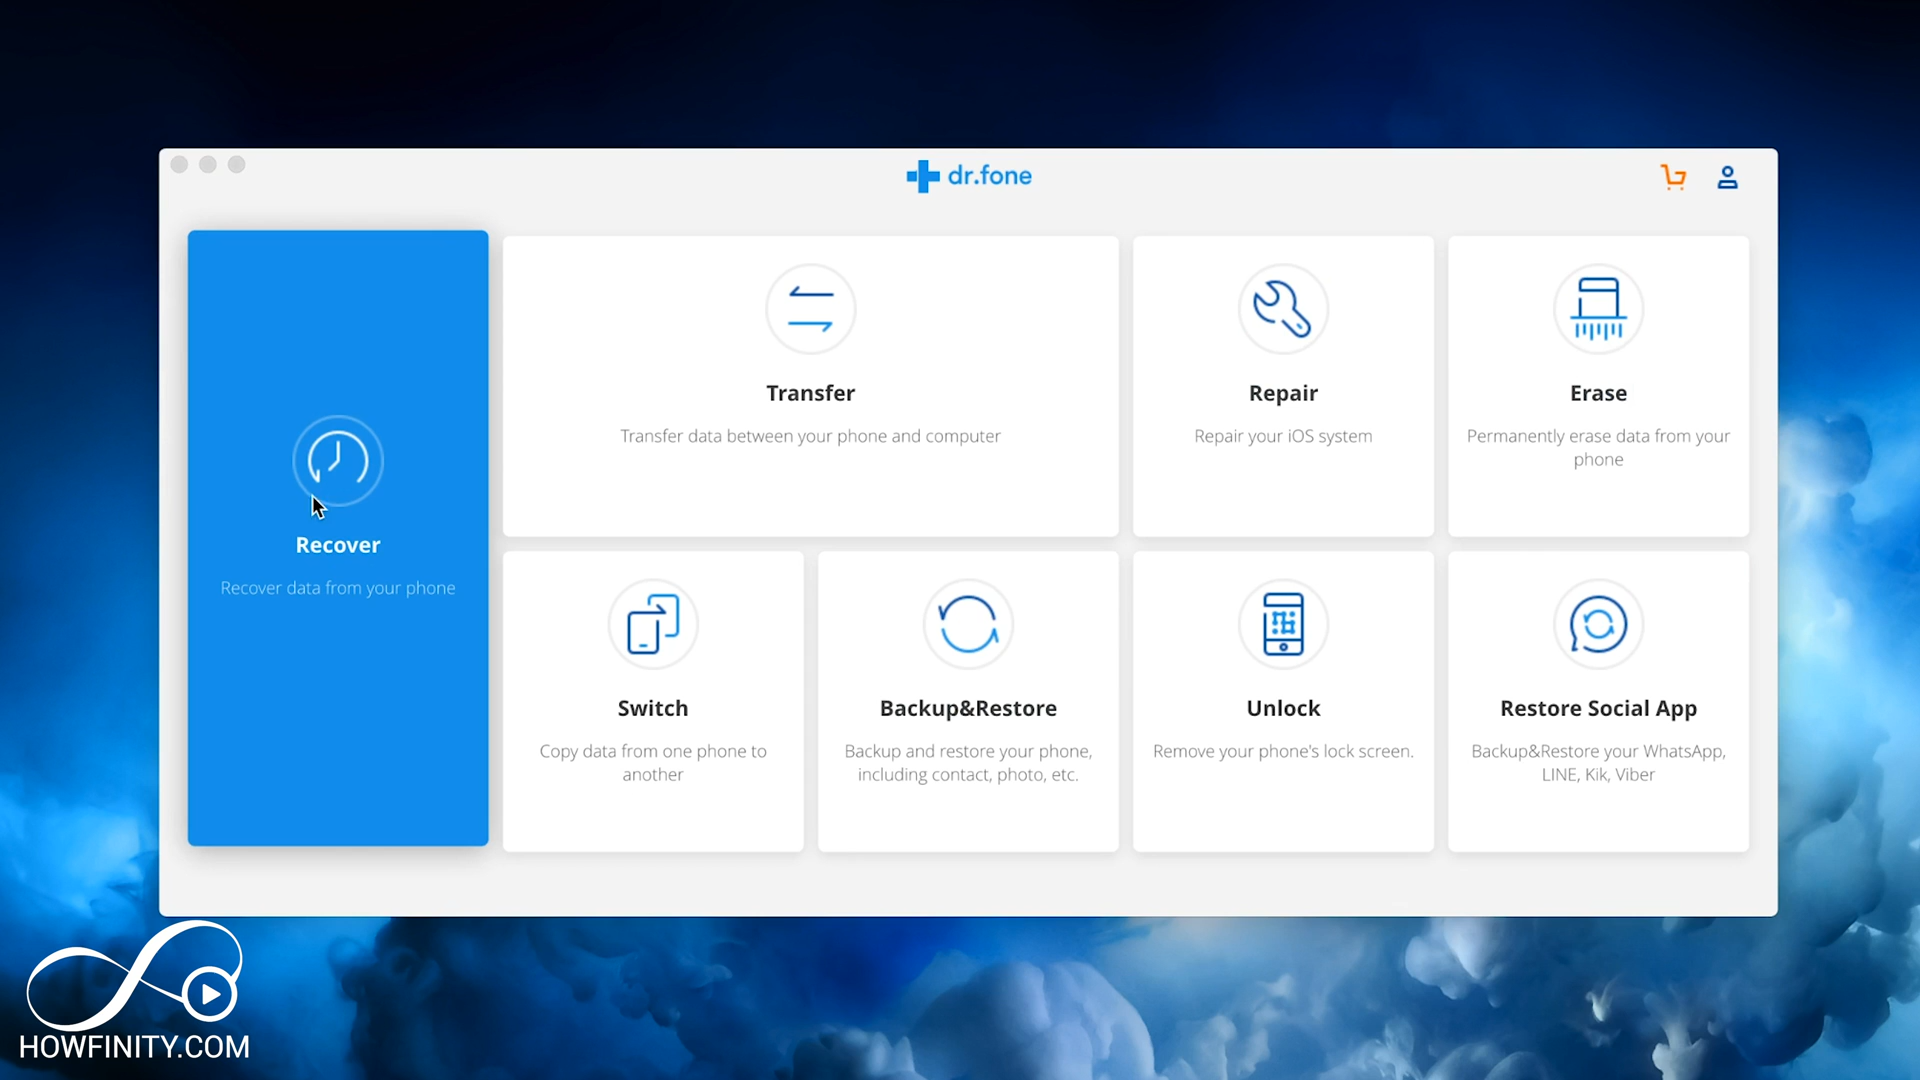 dr.fone
Recover
Recover data from your phone
Transfer
Transfer data between your phone and computer
Repair
Repair your iOS system
Erase
Permanently erase data from your
phone
Switch
Copy data from one phone to
another
Backup&Restore
Backup and restore your phone,
including contact, photo, etc.
Unlock
Remove your phone's lock screen.
Restore Social App
Backup&Restore your WhatsApp,
LINE, Kik, Viber
HOWFINITY.COM